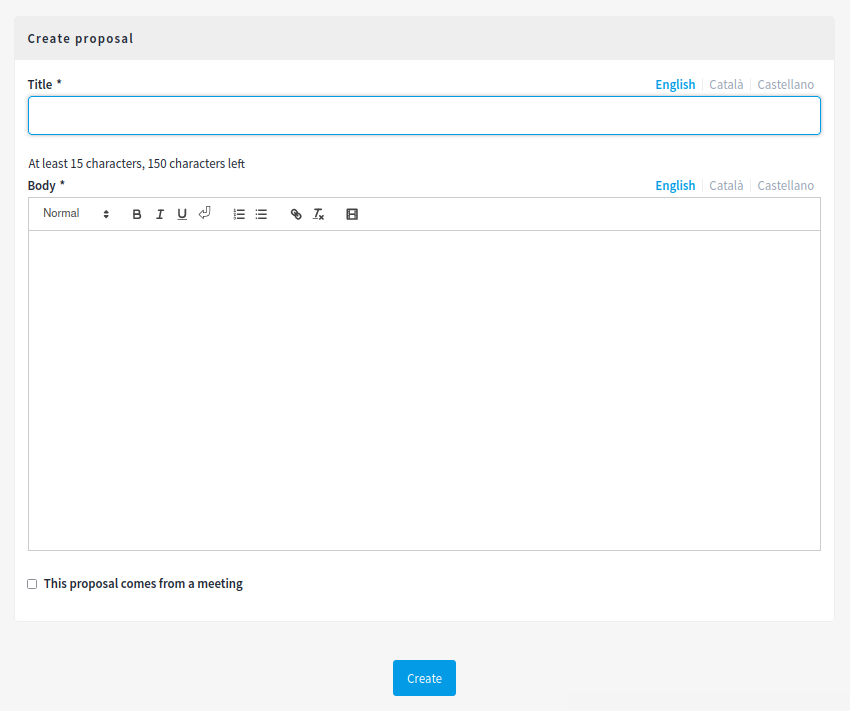 Create proposal
Title * English Català Castellano
At least 15 characters, 150 characters left
Body * English Català Castellano
Normal B I U
This proposal comes from a meeting
Create